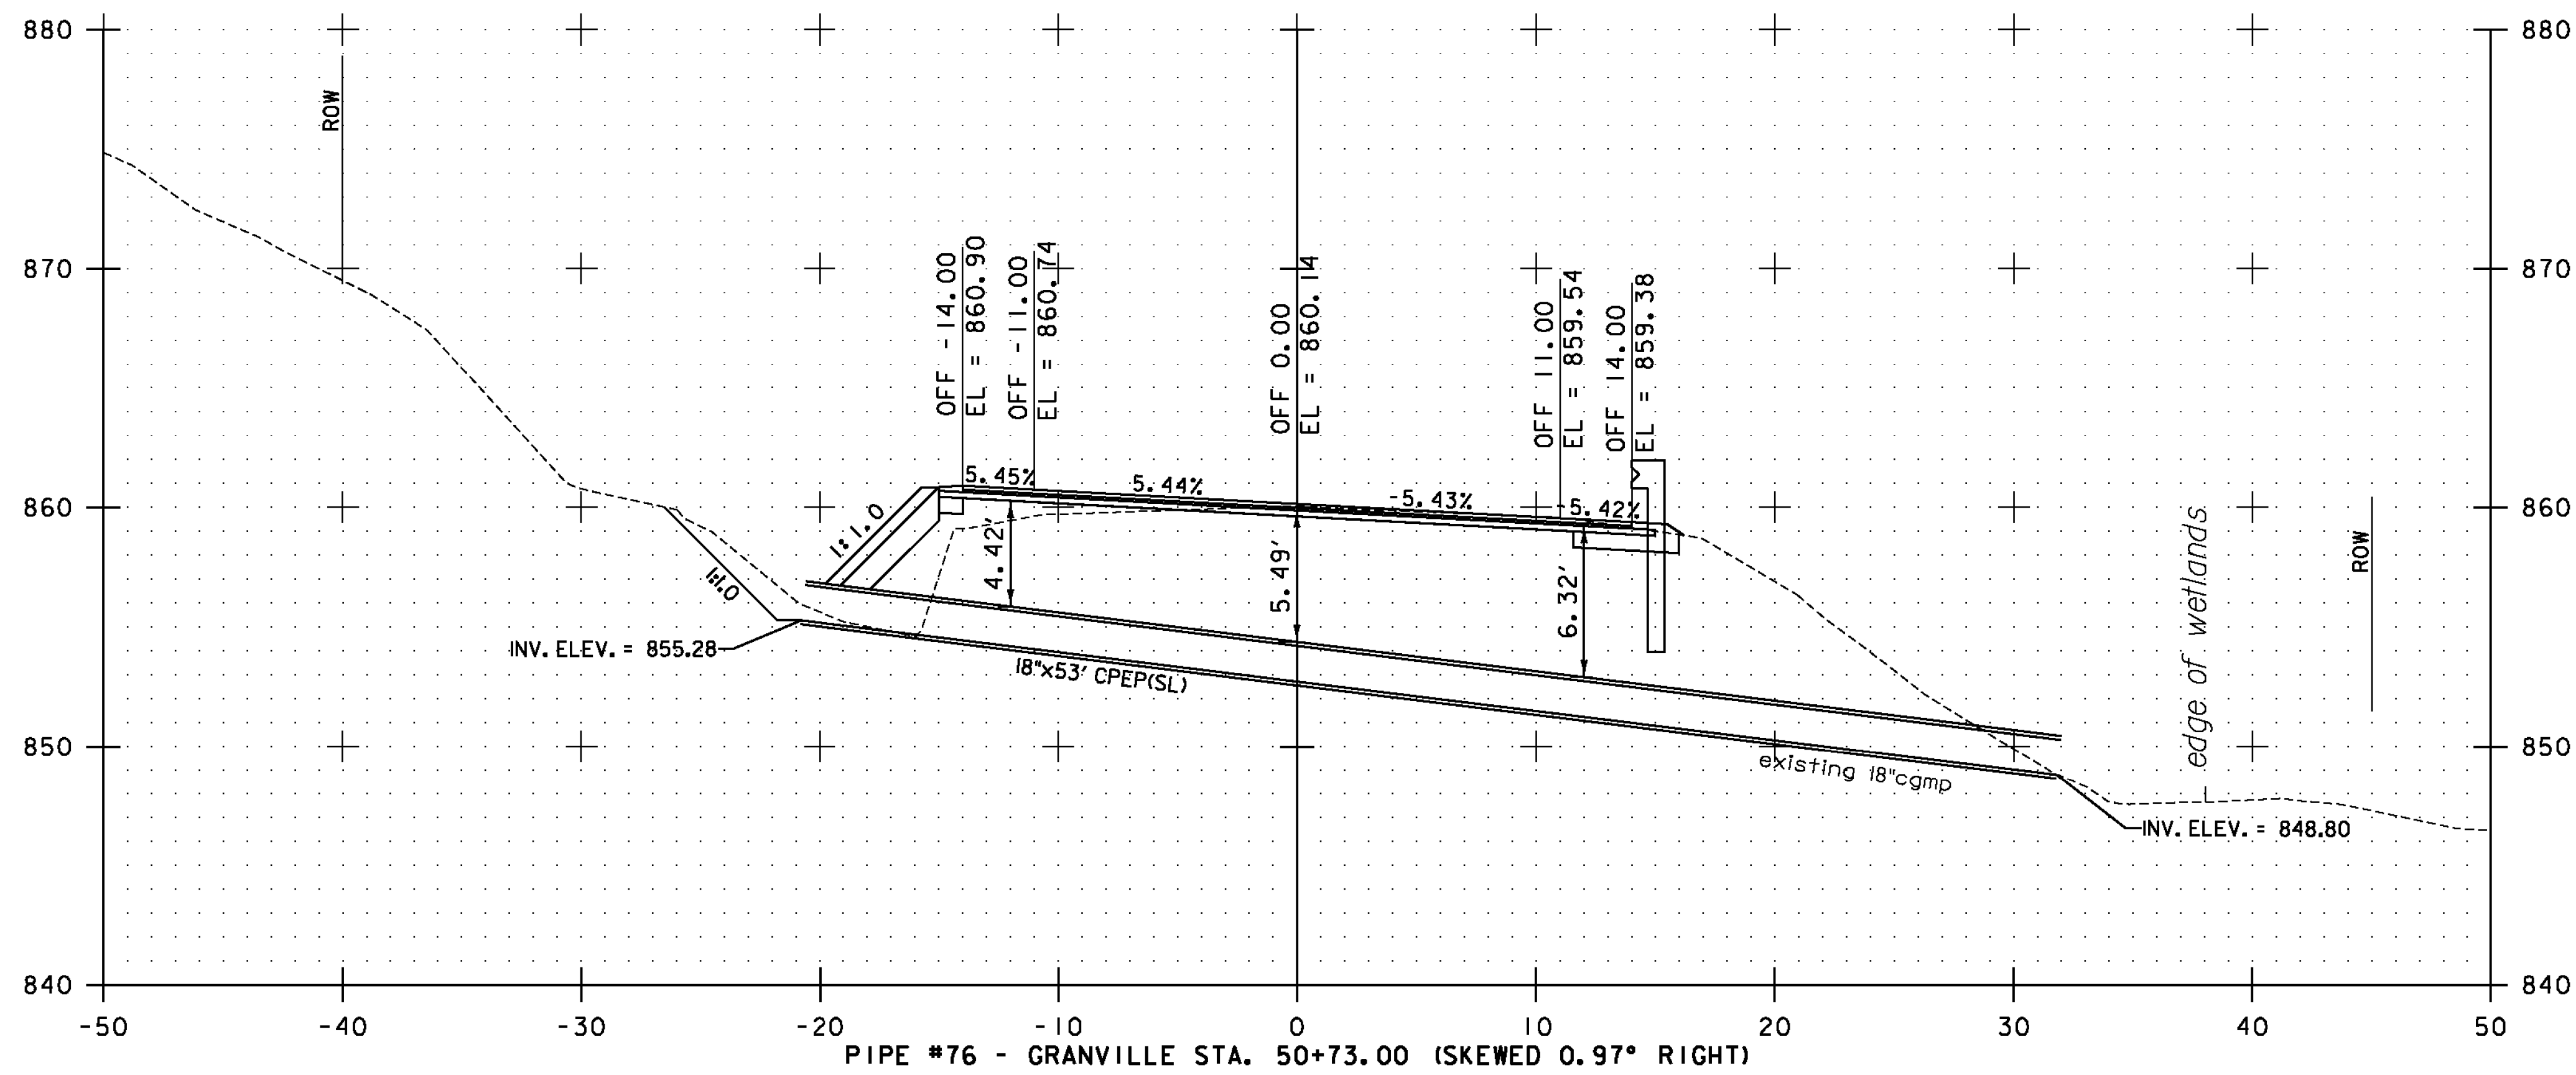 880
880
ROW
870
870
OFF -14.00
EL = 860.90
OFF -11.00
EL = 860.74
OFF 0.00
EL = 860.14
OFF 11.00
EL = 859.54
OFF 14.00
EL = 859.38
5.45%
5.44%
-5.43%
-5.42%
860
860
1:1.0
1:1.0
4.42'
5.49'
6.32'
edge of wetlands
ROW
INV. ELEV. = 855.28
18"x53' CPEP(SL)
850
850
existing 18"cgmp
INV. ELEV. = 848.80
840
840
-50
-40
-30
-20
-10
0
10
20
30
40
50
PIPE #76 - GRANVILLE STA. 50+73.00 (SKEWED 0.97° RIGHT)